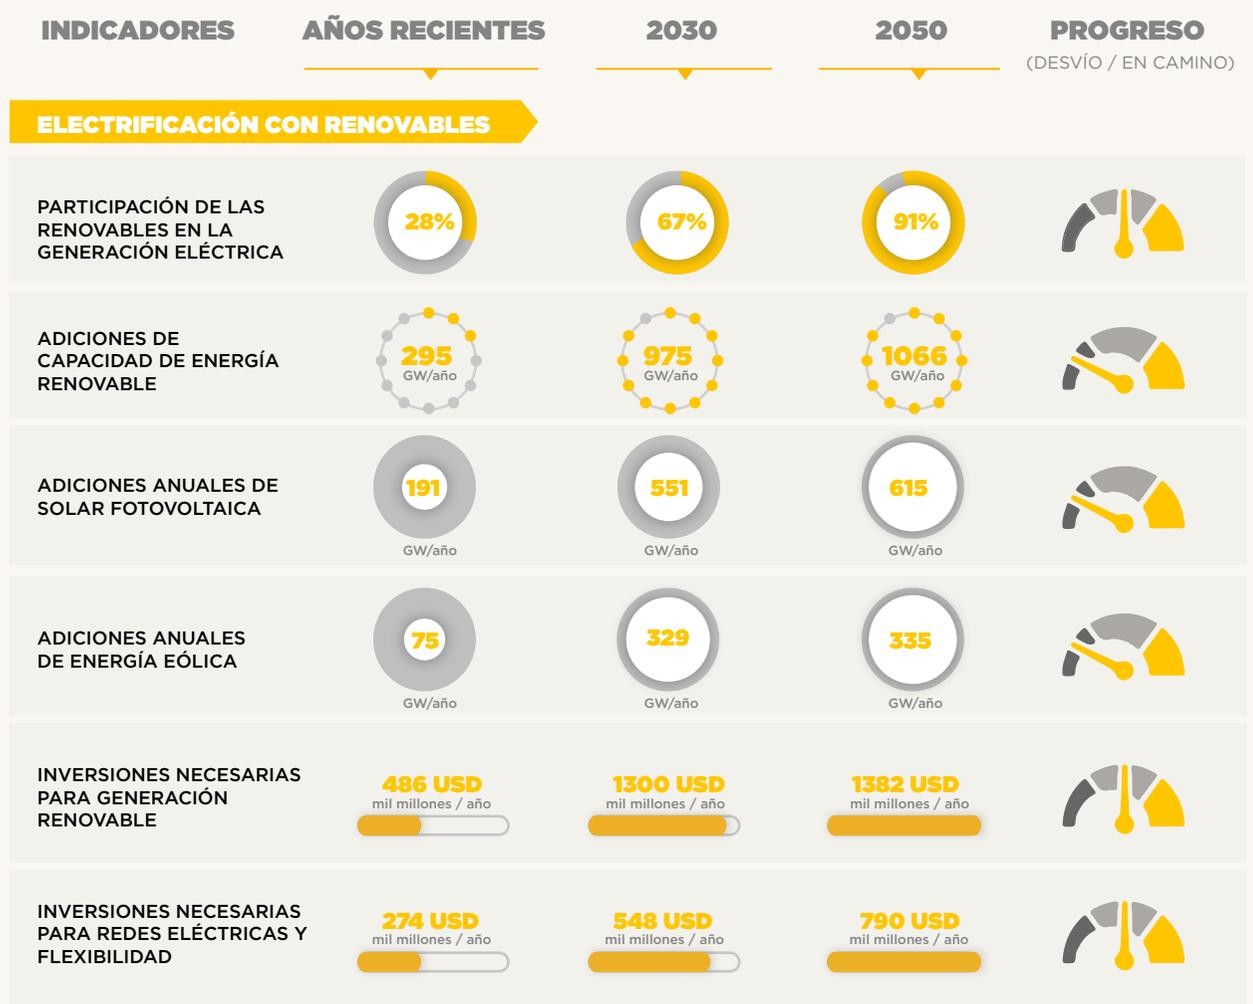 INDICADORES
AÑOS RECIENTES
2030
2050
PROGRESO
(DESVÍO / EN CAMINO)
ELECTRIFICACIÓN CON RENOVABLES
PARTICIPACIÓN DE LAS
RENOVABLES EN LA
GENERACIÓN ELÉCTRICA
28%
67%
91%
ADICIONES DE
CAPACIDAD DE ENERGÍA
RENOVABLE
295
GW/año
975
GW/año
1066
GW/año
ADICIONES ANUALES DE
SOLAR FOTOVOLTAICA
191
GW/año
551
GW/año
615
GW/año
ADICIONES ANUALES
DE ENERGÍA EÓLICA
75
GW/año
329
GW/año
335
GW/año
INVERSIONES NECESARIAS
PARA GENERACIÓN
RENOVABLE
486 USD
mil millones / año
1300 USD
mil millones / año
1382 USD
mil millones / año
INVERSIONES NECESARIAS
PARA REDES ELÉCTRICAS Y
FLEXIBILIDAD
274 USD
mil millones / año
548 USD
mil millones / año
790 USD
mil millones / año